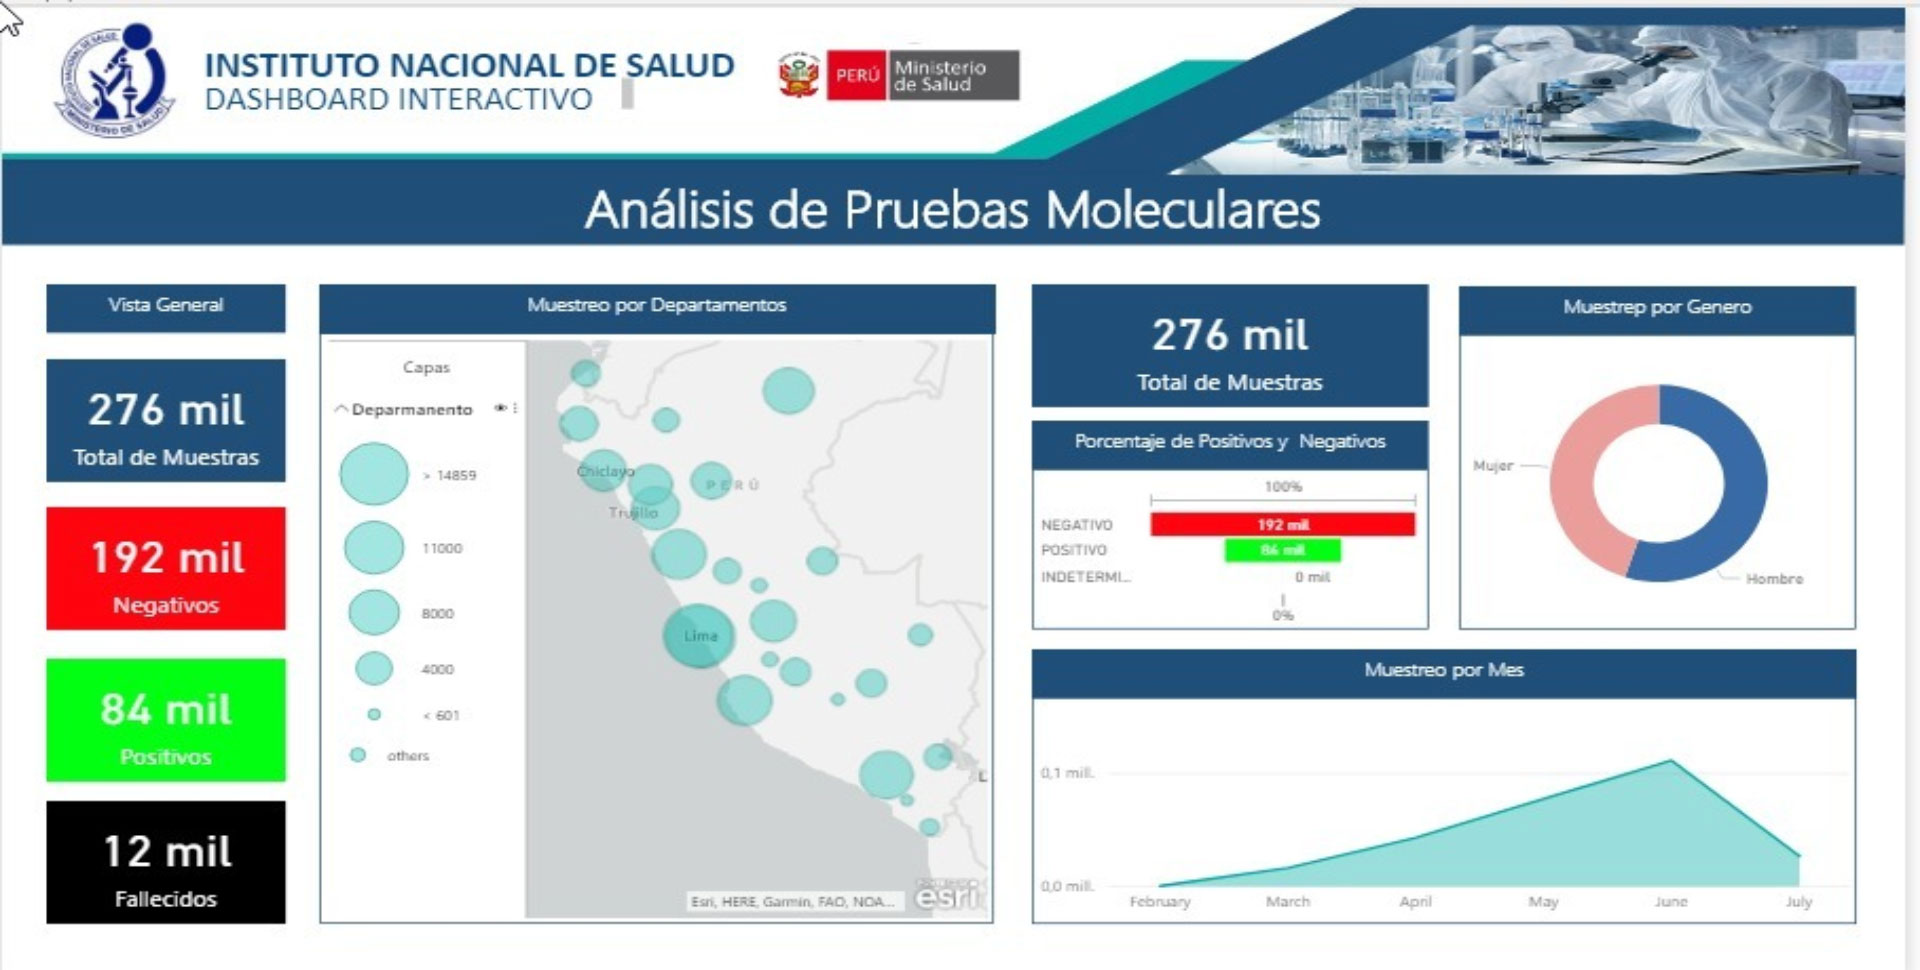 INSTITUTO NACIONAL DE SALUD
DASHBOARD INTERACTIVO
PERÚ
Ministerio
de Salud
Análisis de Pruebas Moleculares
Vista General
276 mil
Total de Muestras
192 mil
Negativos
84 mil
Positivos
12 mil
Fallecidos
Muestreo por Departamentos
Capas
Deparmanento
> 14859
11000
8000
4000
< 601
others
Chiclayo
PERÚ
Trujillo
Lima
Esri, HERE, Garmin, FAO, NOA...
esri
276 mil
Total de Muestras
Porcentaje de Positivos y Negativos
100%
NEGATIVO
192 mil
POSITIVO
84 mil
INDETERMI...
0 mil
0%
Muestrep por Genero
Mujer
Hombre
Muestreo por Mes
0,1 mill.
0,0 mill.
February
March
April
May
June
July